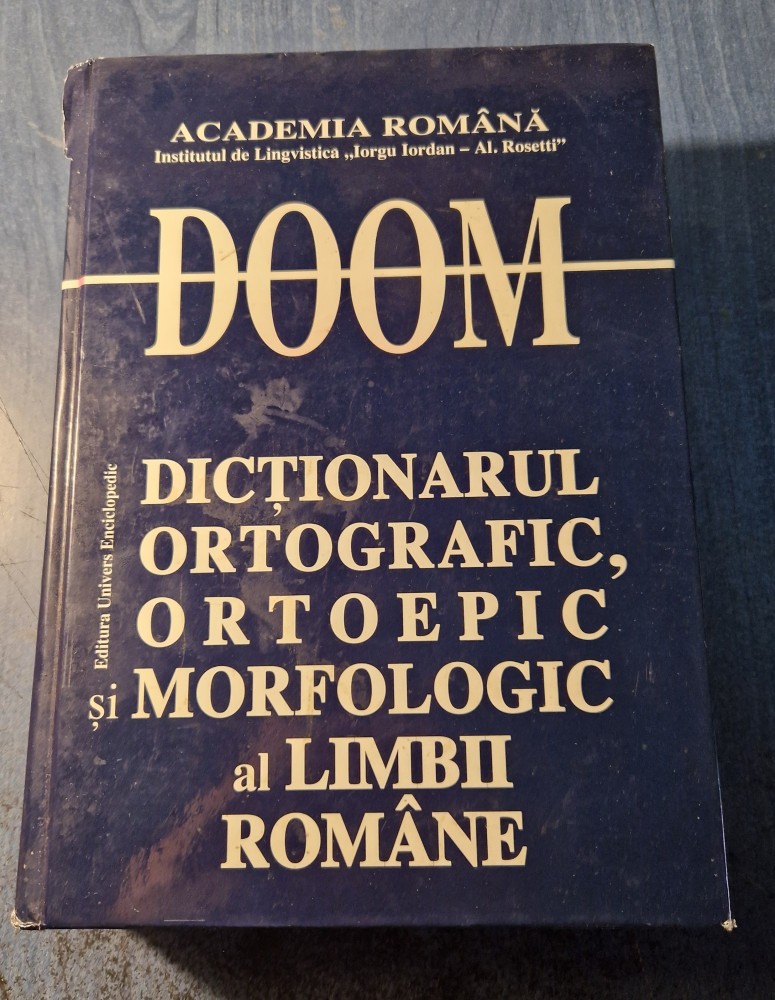 ACADEMIA ROMÂNĂ
Institutul de Lingvistica „Iorgu Iordan – Al. Rosetti”
DOOM
Editura Univers Enciclopedic
DICȚIONARUL
ORTOGRAFIC,
ORTOEPIC
și MORFOLOGIC
al LIMBII
ROMÂNE